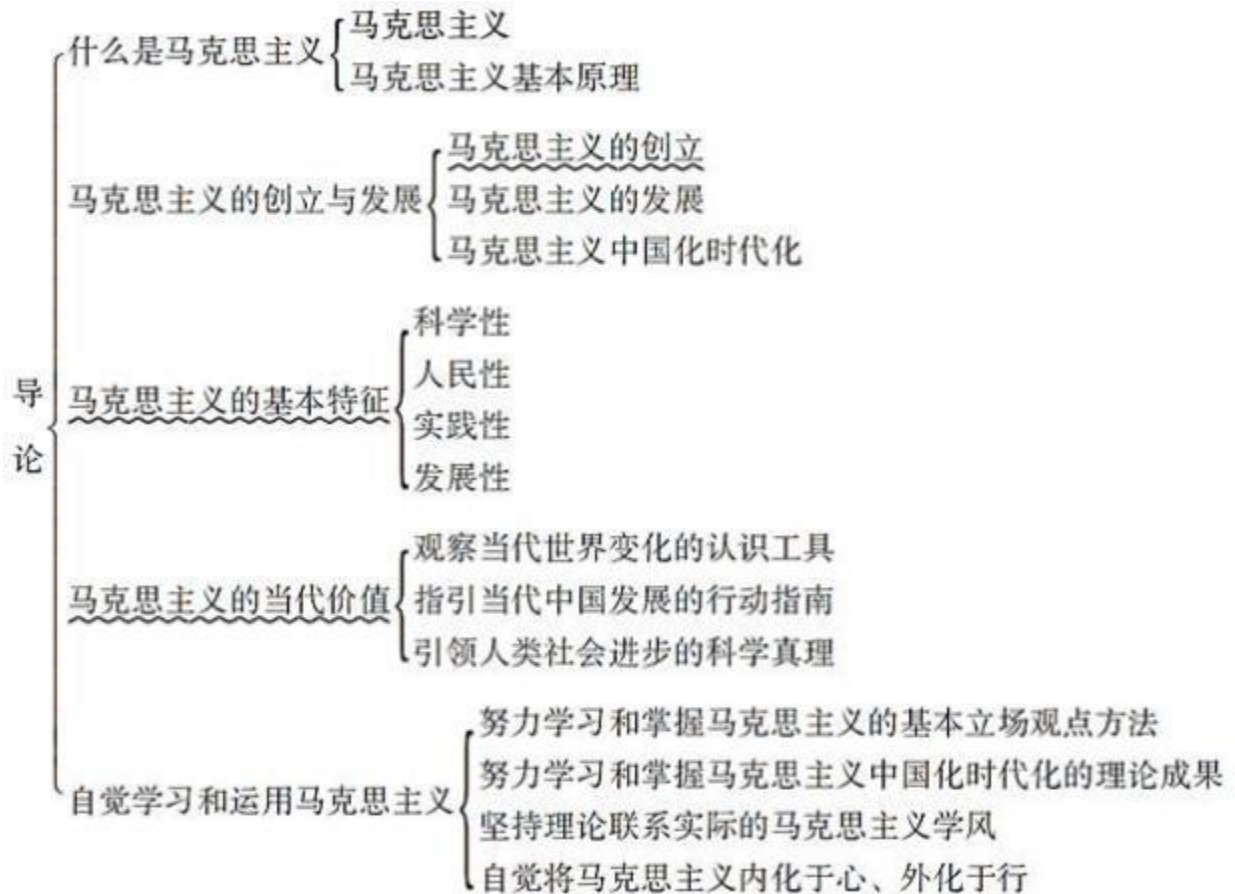 导论
什么是马克思主义
马克思主义
马克思主义基本原理
马克思主义的创立与发展
马克思主义的创立
马克思主义的发展
马克思主义中国化时代化
马克思主义的基本特征
科学性
人民性
实践性
发展性
马克思主义的当代价值
观察当代世界变化的认识工具
指引当代中国发展的行动指南
引领人类社会进步的科学真理
自觉学习和运用马克思主义
努力学习和掌握马克思主义的基本立场观点方法
努力学习和掌握马克思主义中国化时代化的理论成果
坚持理论联系实际的马克思主义学风
自觉将马克思主义内化于心、外化于行